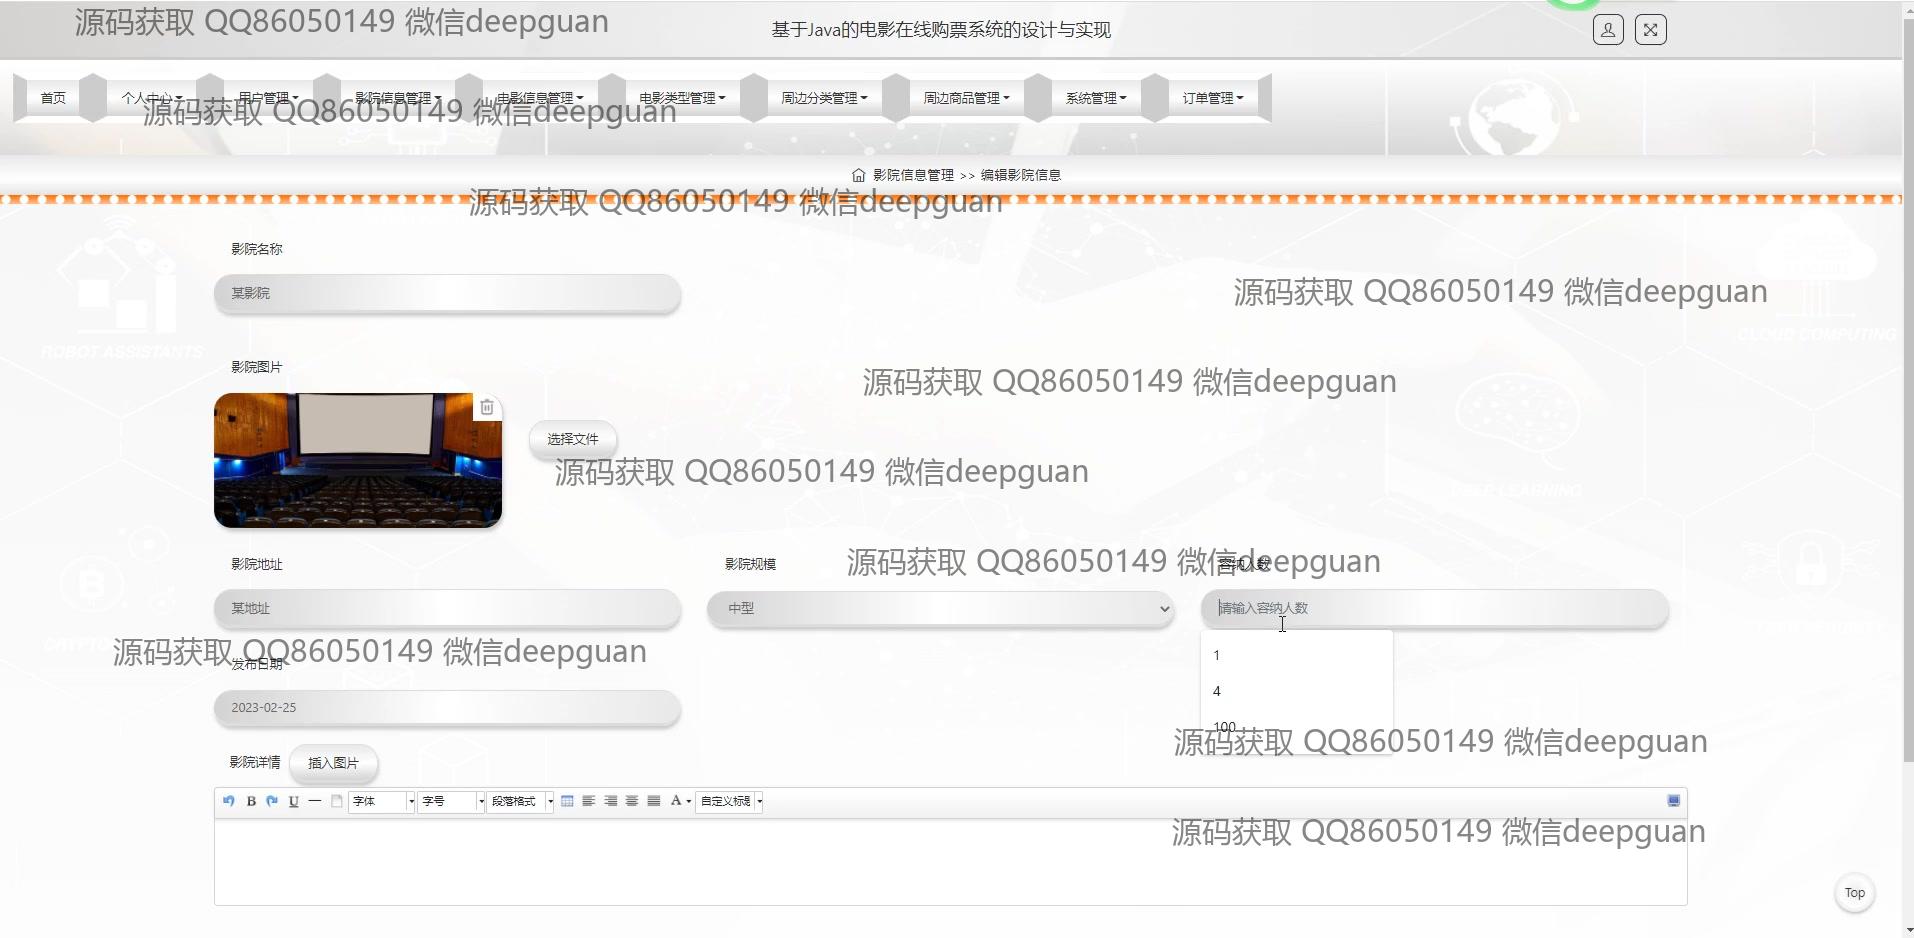 源码获取 QQ86050149 微信deepguan
基于Java的电影在线购票系统的设计与实现
首页 个人中心 用户管理 影院信息管理 电影信息管理 电影类型管理 周边分类管理 周边商品管理 系统管理 订单管理
源码获取 QQ86050149 微信deepguan
影院信息管理 >> 编辑影院信息
源码获取 QQ86050149 微信deepguan
影院名称
某影院
源码获取 QQ86050149 微信deepguan
CLOUD COMPUTING
ROBOT ASSISTANTS
影院图片
源码获取 QQ86050149 微信deepguan
选择文件
源码获取 QQ86050149 微信deepguan
DEEP LEARNING
影院地址 影院规模 容纳人数
源码获取 QQ86050149 微信deepguan
某地址 中型 请输入容纳人数
源码获取 QQ86050149 微信deepguan
发布日期
1
4
100
2023-02-25
源码获取 QQ86050149 微信deepguan
影院详情 插入图片
字体 字号 段落格式 自定义标题
源码获取 QQ86050149 微信deepguan
Top